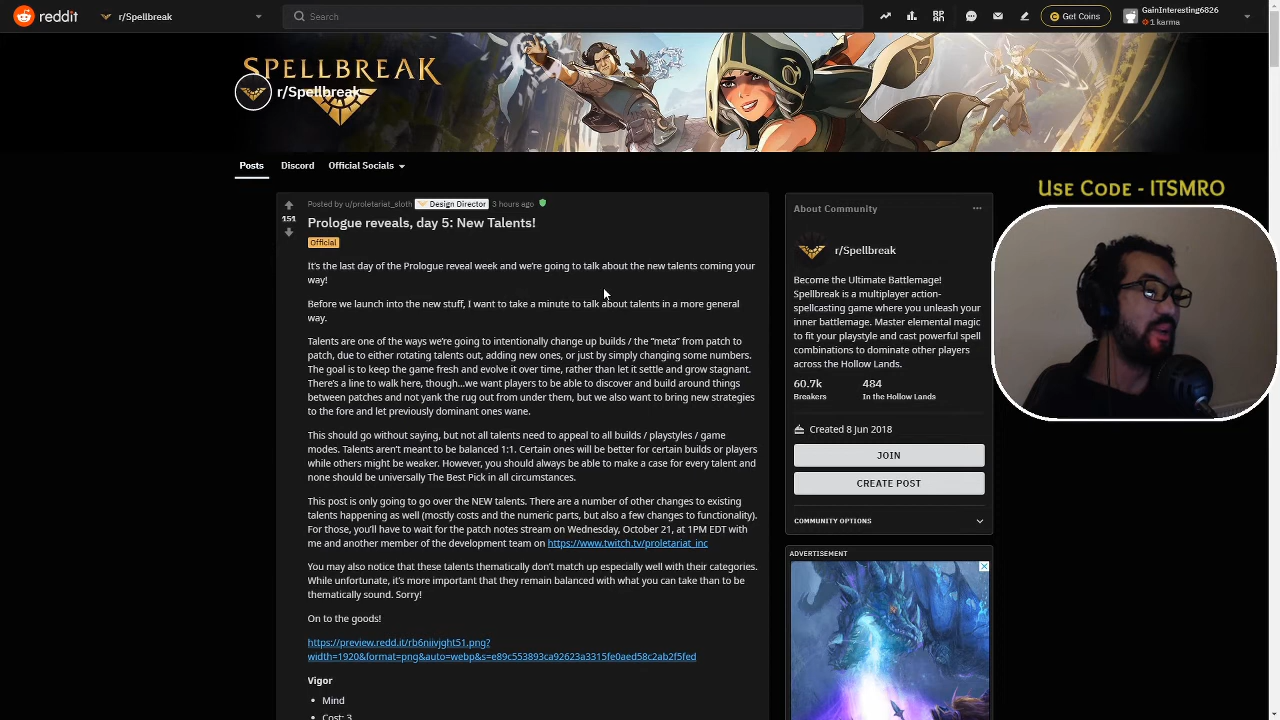 reddit
r/Spellbreak
Search
Get Coins
GainInteresting6826
1 karma
SPELLBREAK
r/Spellbreak
Posts
Discord
Official Socials
USE CODE - ITSMRO
151
Posted by u/proletariat_sloth Design Director 3 hours ago
Prologue reveals, day 5: New Talents!
Official
It's the last day of the Prologue reveal week and we're going to talk about the new talents coming your
way!
Before we launch into the new stuff, I want to take a minute to talk about talents in a more general
way.
Talents are one of the ways we're going to intentionally change up builds / the “meta” from patch to
patch, due to either rotating talents out, adding new ones, or just by simply changing some numbers.
The goal is to keep the game fresh and evolve it over time, rather than let it settle and grow stagnant.
There's a line to walk here, though...we want players to be able to discover and build around things
between patches and not yank the rug out from under them, but we also want to bring new strategies
to the fore and let previously dominant ones wane.
This should go without saying, but not all talents need to appeal to all builds / playstyles / game
modes. Talents aren't meant to be balanced 1:1. Certain ones will be better for certain builds or players
while others might be weaker. However, you should always be able to make a case for every talent and
none should be universally The Best Pick in all circumstances.
This post is only going to go over the NEW talents. There are a number of other changes to existing
talents happening as well (mostly costs and the numeric parts, but also a few changes to functionality).
For those, you'll have to wait for the patch notes stream on Wednesday, October 21, at 1PM EDT with
me and another member of the development team on https://www.twitch.tv/proletariat_inc
You may also notice that these talents thematically don't match up especially well with their categories.
While unfortunate, it's more important that they remain balanced with what you can take than to be
thematically sound. Sorry!
On to the goods!
https://preview.redd.it/rb6niivjght51.png?
width=1920&format=png&auto=webp&s=e89c553893ca92623a3315fe0aed58c2ab2f5fed
Vigor
• Mind
• Cost: 3
About Community
r/Spellbreak
Become the Ultimate Battlemage!
Spellbreak is a multiplayer action-
spellcasting game where you unleash your
inner battlemage. Master elemental magic
to fit your playstyle and cast powerful spell
combinations to dominate other players
across the Hollow Lands.
60.7k
484
Breakers
In the Hollow Lands
Created 8 Jun 2018
JOIN
CREATE POST
COMMUNITY OPTIONS
ADVERTISEMENT